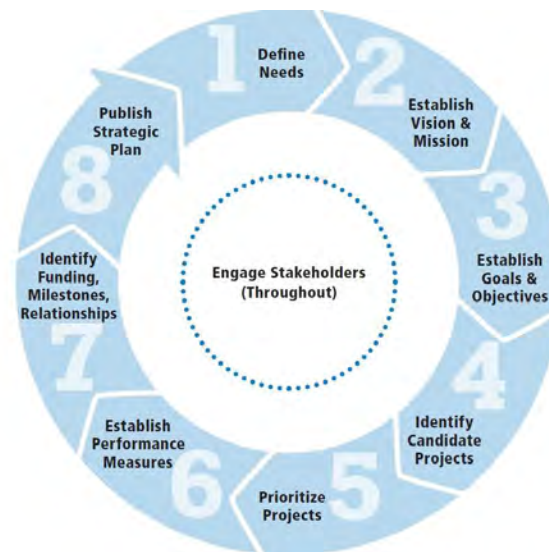 1
Define
Needs
2
Establish
Vision &
Mission
3
Establish
Goals &
Objectives
4
Identify
Candidate
Projects
5
Prioritize
Projects
6
Establish
Performance
Measures
7
Identify
Funding,
Milestones,
Relationships
8
Publish
Strategic
Plan
Engage Stakeholders
(Throughout)